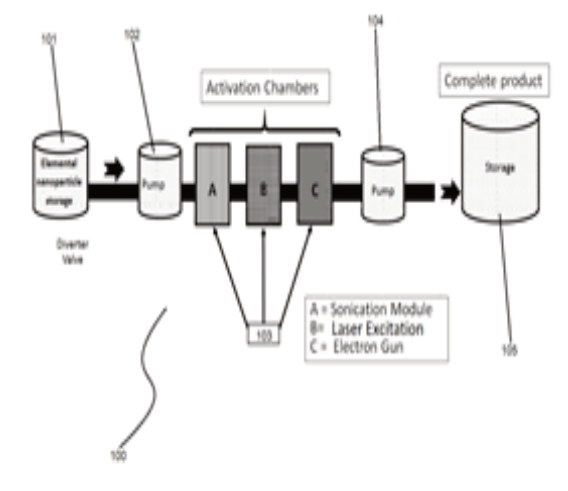 101
102
104
Activation Chambers
Complete product
Elemental
nanoparticle
storage
Pump
A
B
C
Pump
Storage
Diverter
Valve
103
A = Sonication Module
B= Laser Excitation
C = Electron Gun
105
100